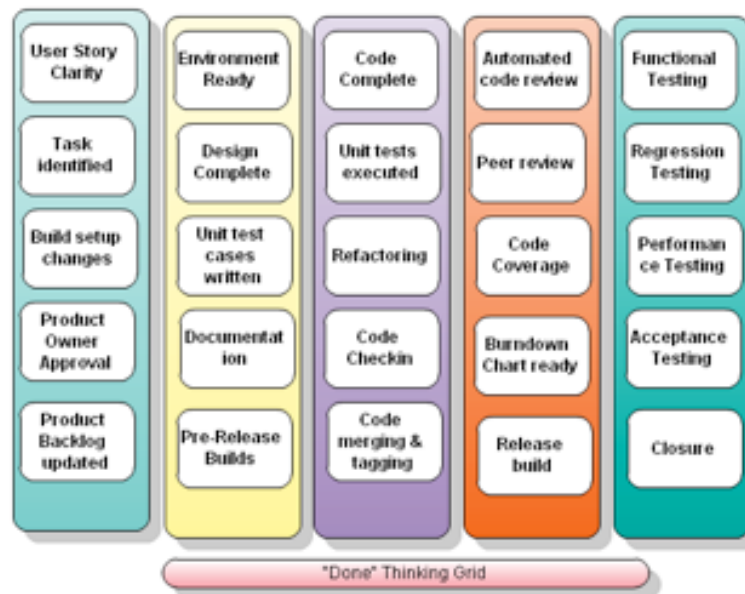 User Story
Clarity
Task
identified
Build setup
changes
Product
Owner
Approval
Product
Backlog
updated
Environment
Ready
Design
Complete
Unit test
cases
written
Documentat
ion
Pre-Release
Builds
Code
Complete
Unit tests
executed
Refactoring
Code
Checkin
Code
merging &
tagging
Automated
code review
Peer review
Code
Coverage
Burndown
Chart ready
Release
build
Functional
Testing
Regression
Testing
Performan
ce Testing
Acceptance
Testing
Closure
"Done" Thinking Grid